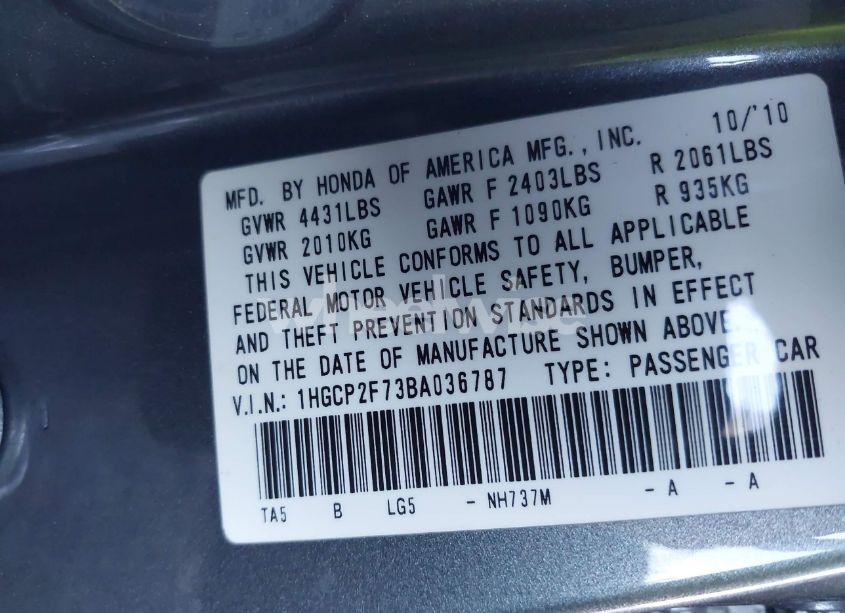 MFD. BY HONDA OF AMERICA MFG., INC. 10/'10
GVWR 4431LBS GAWR F 2403LBS R 2061LBS
GVWR 2010KG GAWR F 1090KG R 935KG
THIS VEHICLE CONFORMS TO ALL APPLICABLE
FEDERAL MOTOR VEHICLE SAFETY, BUMPER,
AND THEFT PREVENTION STANDARDS IN EFFECT
ON THE DATE OF MANUFACTURE SHOWN ABOVE.
V.I.N.: 1HGCP2F73BA036787 TYPE: PASSENGER CAR
TA5 B LG5 - NH737M - A - A
wheelwise